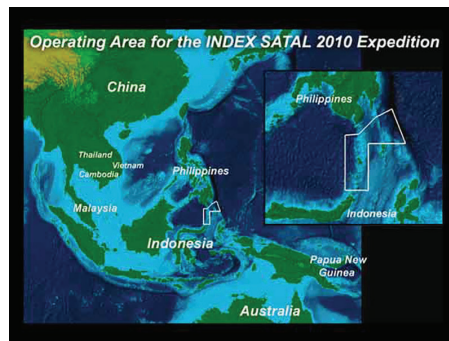 Operating Area for the INDEX SATAL 2010 Expedition
China
Philippines
Thailand
Vietnam
Cambodia
Philippines
Malaysia
Indonesia
Indonesia
Papua New
Guinea
Australia